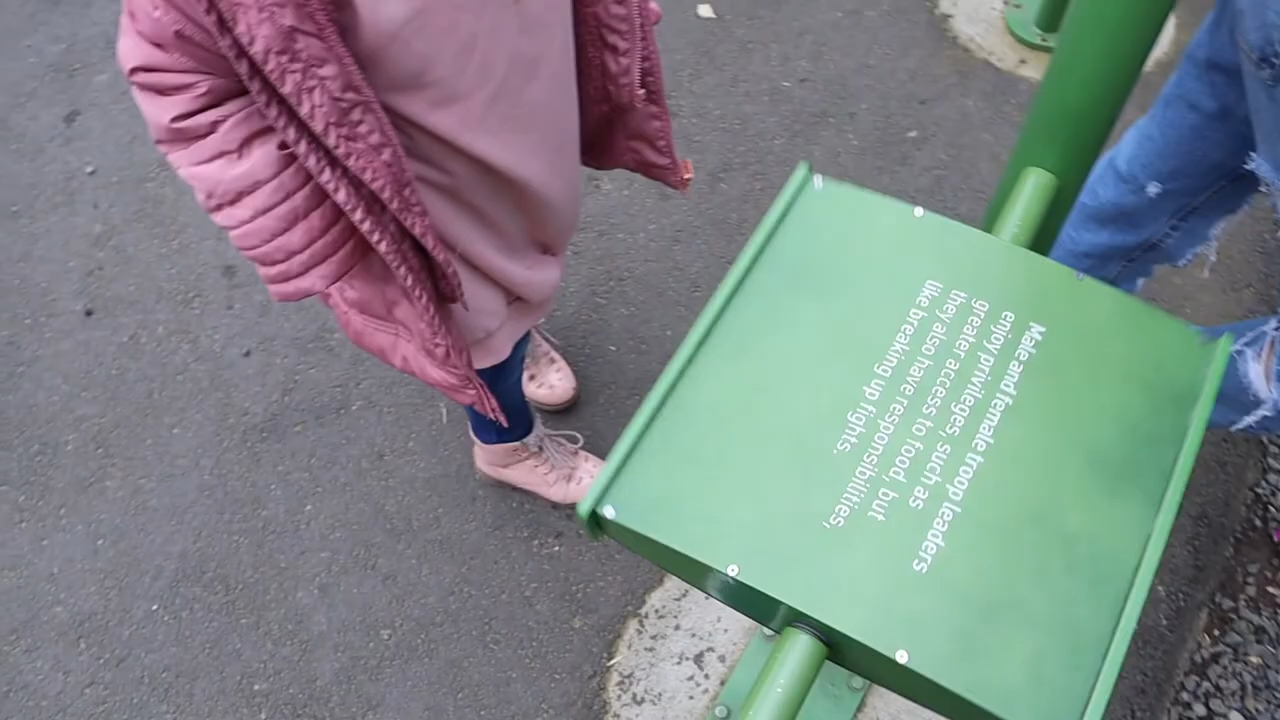 Male and female troop leaders
enjoy privileges, such as
greater access to food, but
they also have responsibilities,
like breaking up fights.